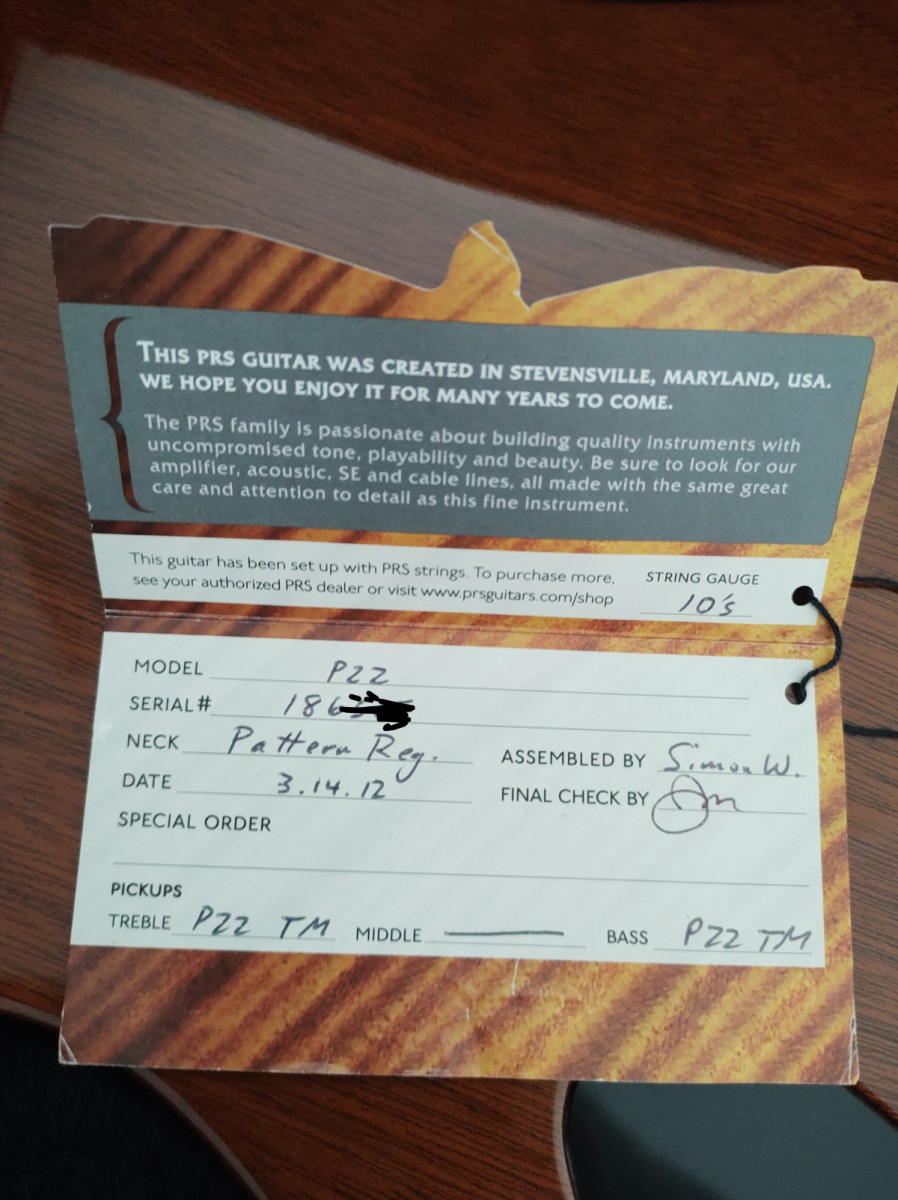 THIS PRS GUITAR WAS CREATED IN STEVENSVILLE, MARYLAND, USA.
WE HOPE YOU ENJOY IT FOR MANY YEARS TO COME.
The PRS family is passionate about building quality instruments with
uncompromised tone, playability and beauty. Be sure to look for our
amplifier, acoustic, SE and cable lines, all made with the same great
care and attention to detail as this fine instrument.
This guitar has been set up with PRS strings. To purchase more,
see your authorized PRS dealer or visit www.prsguitars.com/shop
STRING GAUGE
10's
MODEL P22
SERIAL# 186
NECK Pattern Reg.
ASSEMBLED BY Simon W.
DATE 3.14.12
FINAL CHECK BY
SPECIAL ORDER
PICKUPS
TREBLE P22 TM MIDDLE — BASS P22 TM